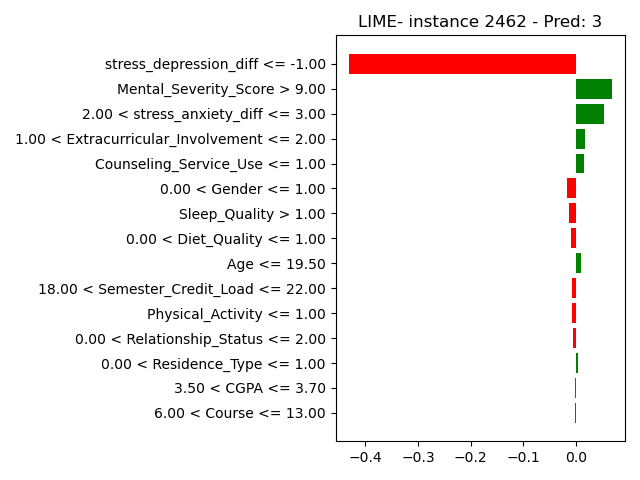 LIME- instance 2462 - Pred: 3
stress_depression_diff <= -1.00
Mental_Severity_Score > 9.00
2.00 < stress_anxiety_diff <= 3.00
1.00 < Extracurricular_Involvement <= 2.00
Counseling_Service_Use <= 1.00
0.00 < Gender <= 1.00
Sleep_Quality > 1.00
0.00 < Diet_Quality <= 1.00
Age <= 19.50
18.00 < Semester_Credit_Load <= 22.00
Physical_Activity <= 1.00
0.00 < Relationship_Status <= 2.00
0.00 < Residence_Type <= 1.00
3.50 < CGPA <= 3.70
6.00 < Course <= 13.00
−0.4 −0.3 −0.2 −0.1 0.0